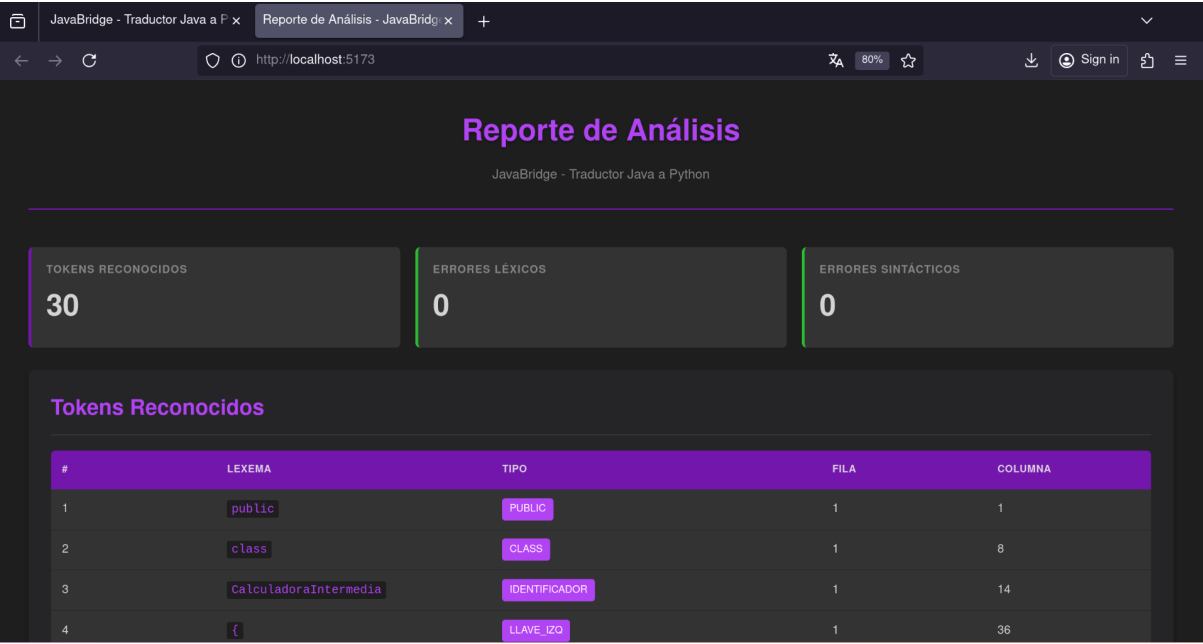 JavaBridge - Traductor Java a P
Reporte de Análisis - JavaBridg
http://localhost:5173
80%
Sign in
Reporte de Análisis
JavaBridge - Traductor Java a Python
TOKENS RECONOCIDOS ERRORES LÉXICOS ERRORES SINTÁCTICOS
30 0 0
Tokens Reconocidos
# LEXEMA TIPO FILA COLUMNA
1 public PUBLIC 1 1
2 class CLASS 1 8
3 CalculadoraIntermedia IDENTIFICADOR 1 14
4 { LLAVE_IZQ 1 36